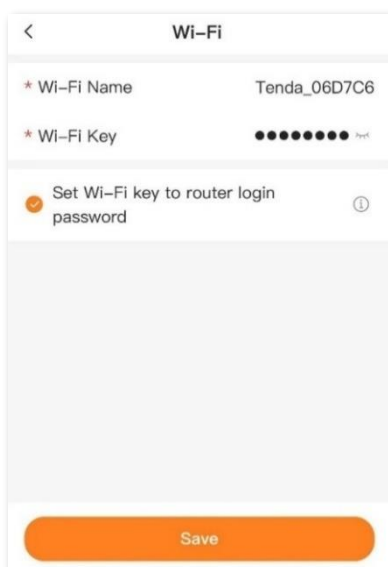 Wi-Fi
* Wi-Fi Name Tenda_06D7C6
* Wi-Fi Key ●●●●●●●●
Set Wi-Fi key to router login
password
Save